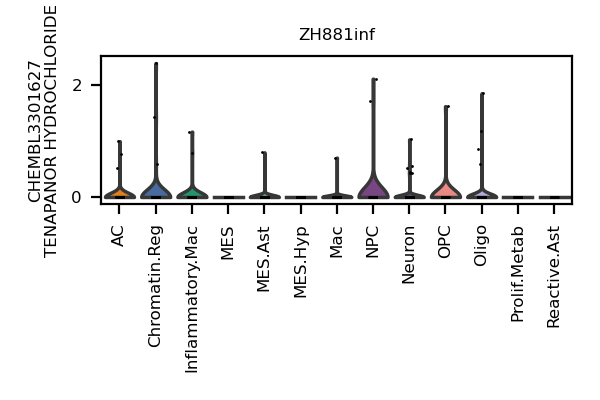 ZH881inf
CHEMBL3301627
TENAPANOR HYDROCHLORIDE
2
0
AC
Chromatin.Reg
Inflammatory.Mac
MES
MES.Ast
MES.Hyp
Mac
NPC
Neuron
OPC
Oligo
Prolif.Metab
Reactive.Ast